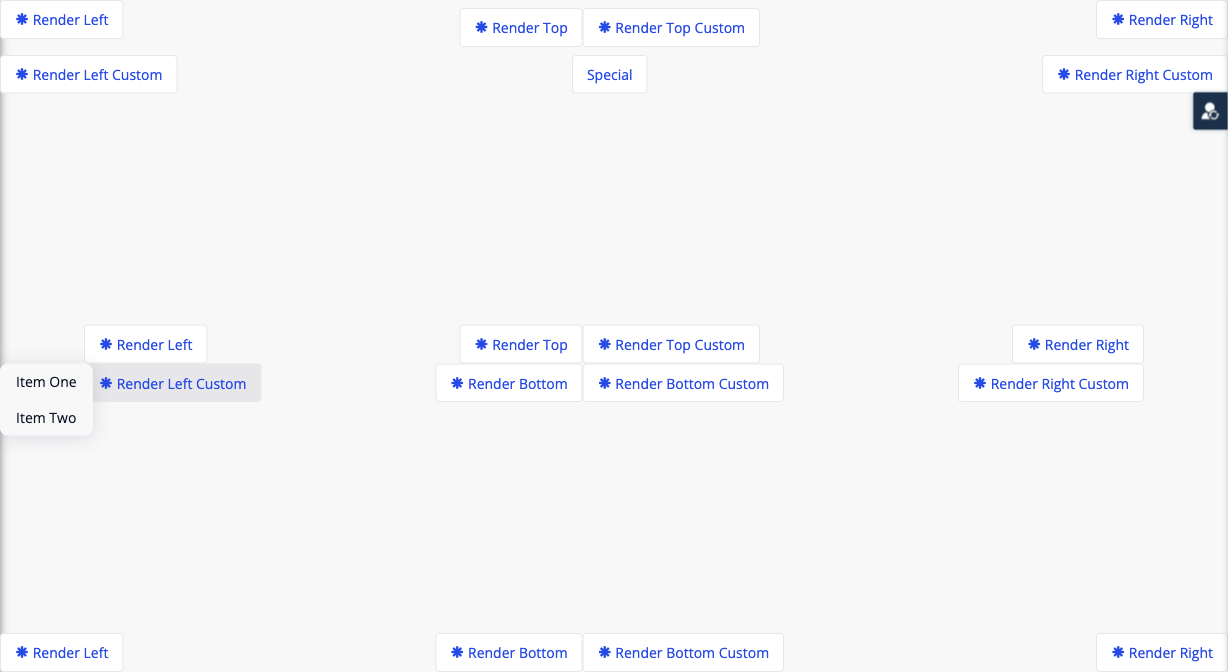 Render Left
Render Top
Render Top Custom
Render Right
Render Left Custom
Special
Render Right Custom
Render Left
Render Top
Render Top Custom
Render Right
Item One
Render Left Custom
Render Bottom
Render Bottom Custom
Render Right Custom
Item Two
Render Left
Render Bottom
Render Bottom Custom
Render Right